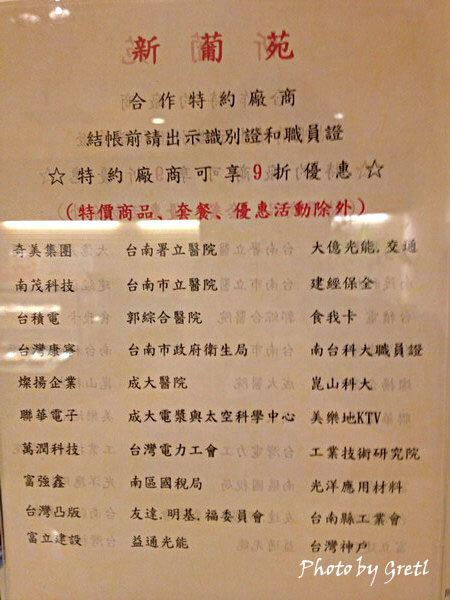 新葡苑
合作特約廠商
結帳前請出示識別證和職員證
☆特約廠商可享9折優惠☆
(特價商品、套餐、優惠活動除外)
奇美集團 台南署立醫院 大億光能.交通
南茂科技 台南市立醫院 建經保全
台積電 郭綜合醫院 食我卡
台灣康寧 台南市政府衛生局 南台科大職員證
燦揚企業 成大醫院 崑山科大
聯華電子 成大電漿與太空科學中心 美樂地KTV
萬潤科技 台灣電力工會 工業技術研究院
富強鑫 南區國稅局 光洋應用材料
台灣凸版 友達.明基.福委員會 台南縣工業會
富立建設 益通光能 台灣神戶
Photo by Gretl